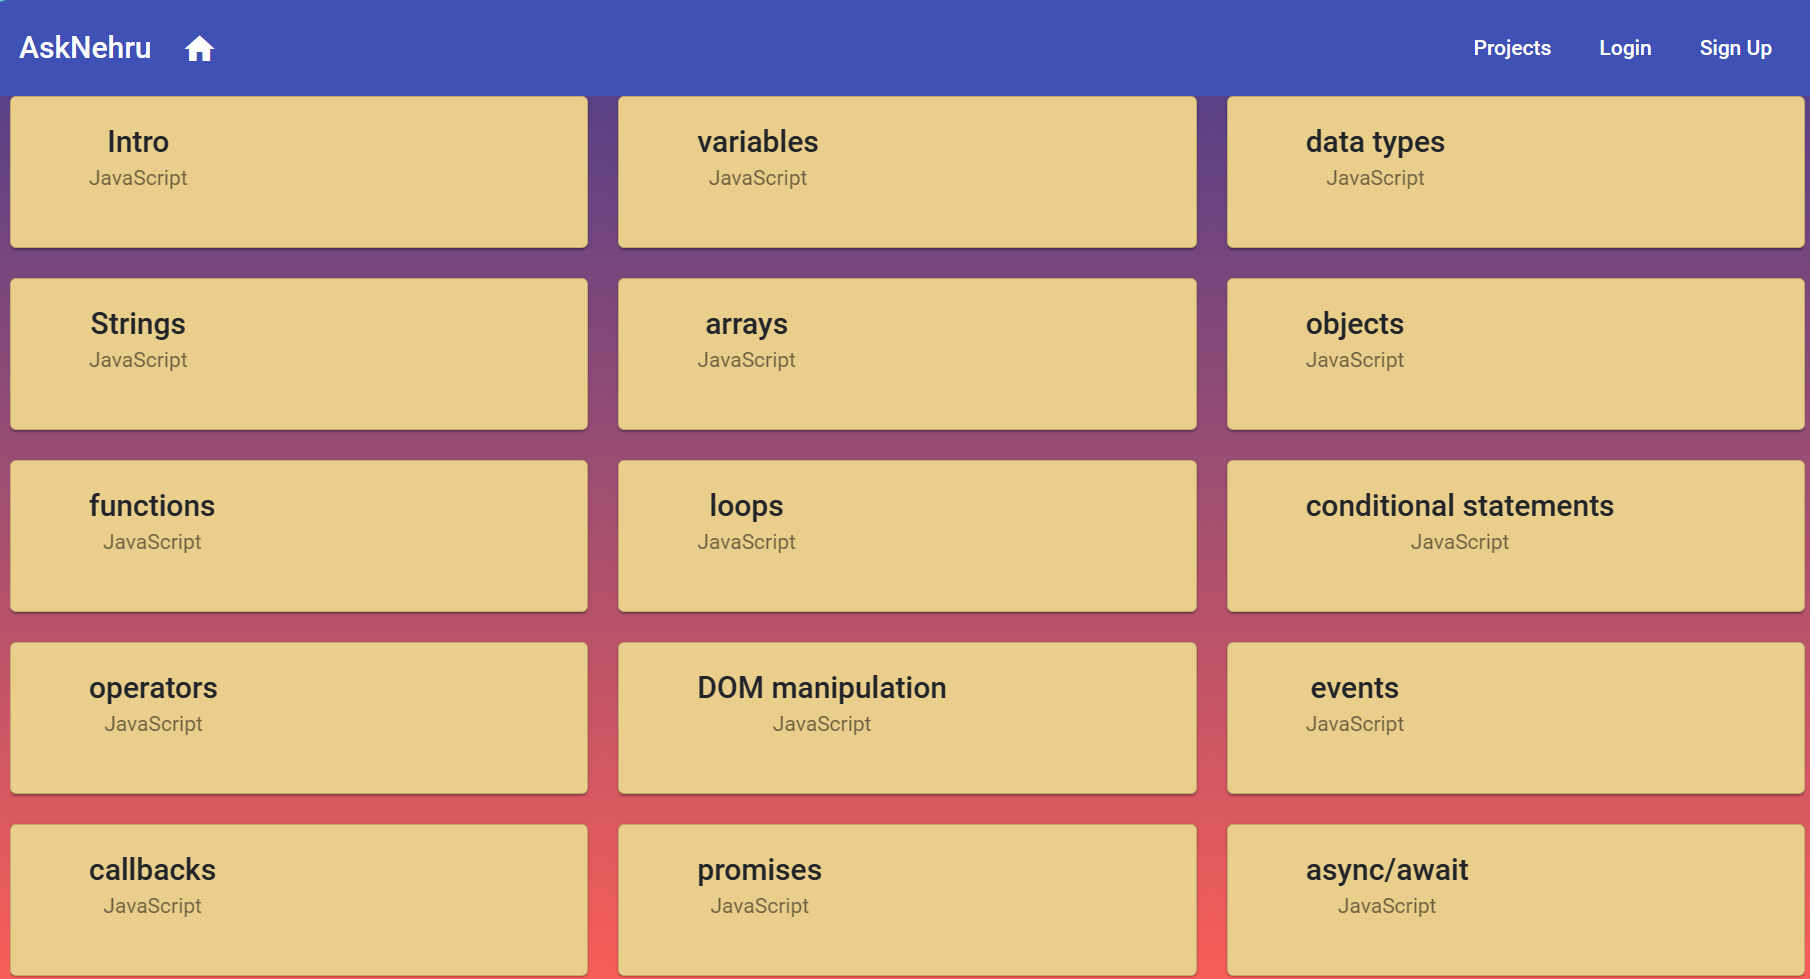 AskNehru
Projects Login Sign Up
Intro
JavaScript
variables
JavaScript
data types
JavaScript
Strings
JavaScript
arrays
JavaScript
objects
JavaScript
functions
JavaScript
loops
JavaScript
conditional statements
JavaScript
operators
JavaScript
DOM manipulation
JavaScript
events
JavaScript
callbacks
JavaScript
promises
JavaScript
async/await
JavaScript